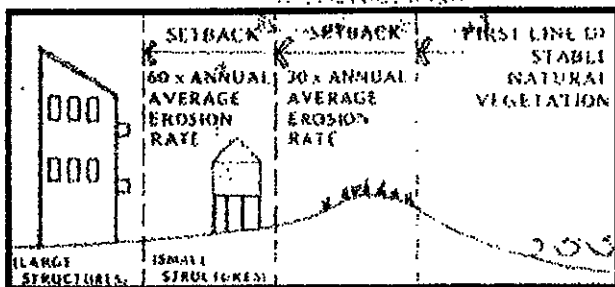 SETBACK
60 x ANNUAL
AVERAGE
EROSION
RATE
SETBACK
30 x ANNUAL
AVERAGE
EROSION
RATE
FIRST LINE OF
STABLE
NATURAL
VEGETATION
(LARGE
STRUCTURES)
(SMALL
STRUCTURES)